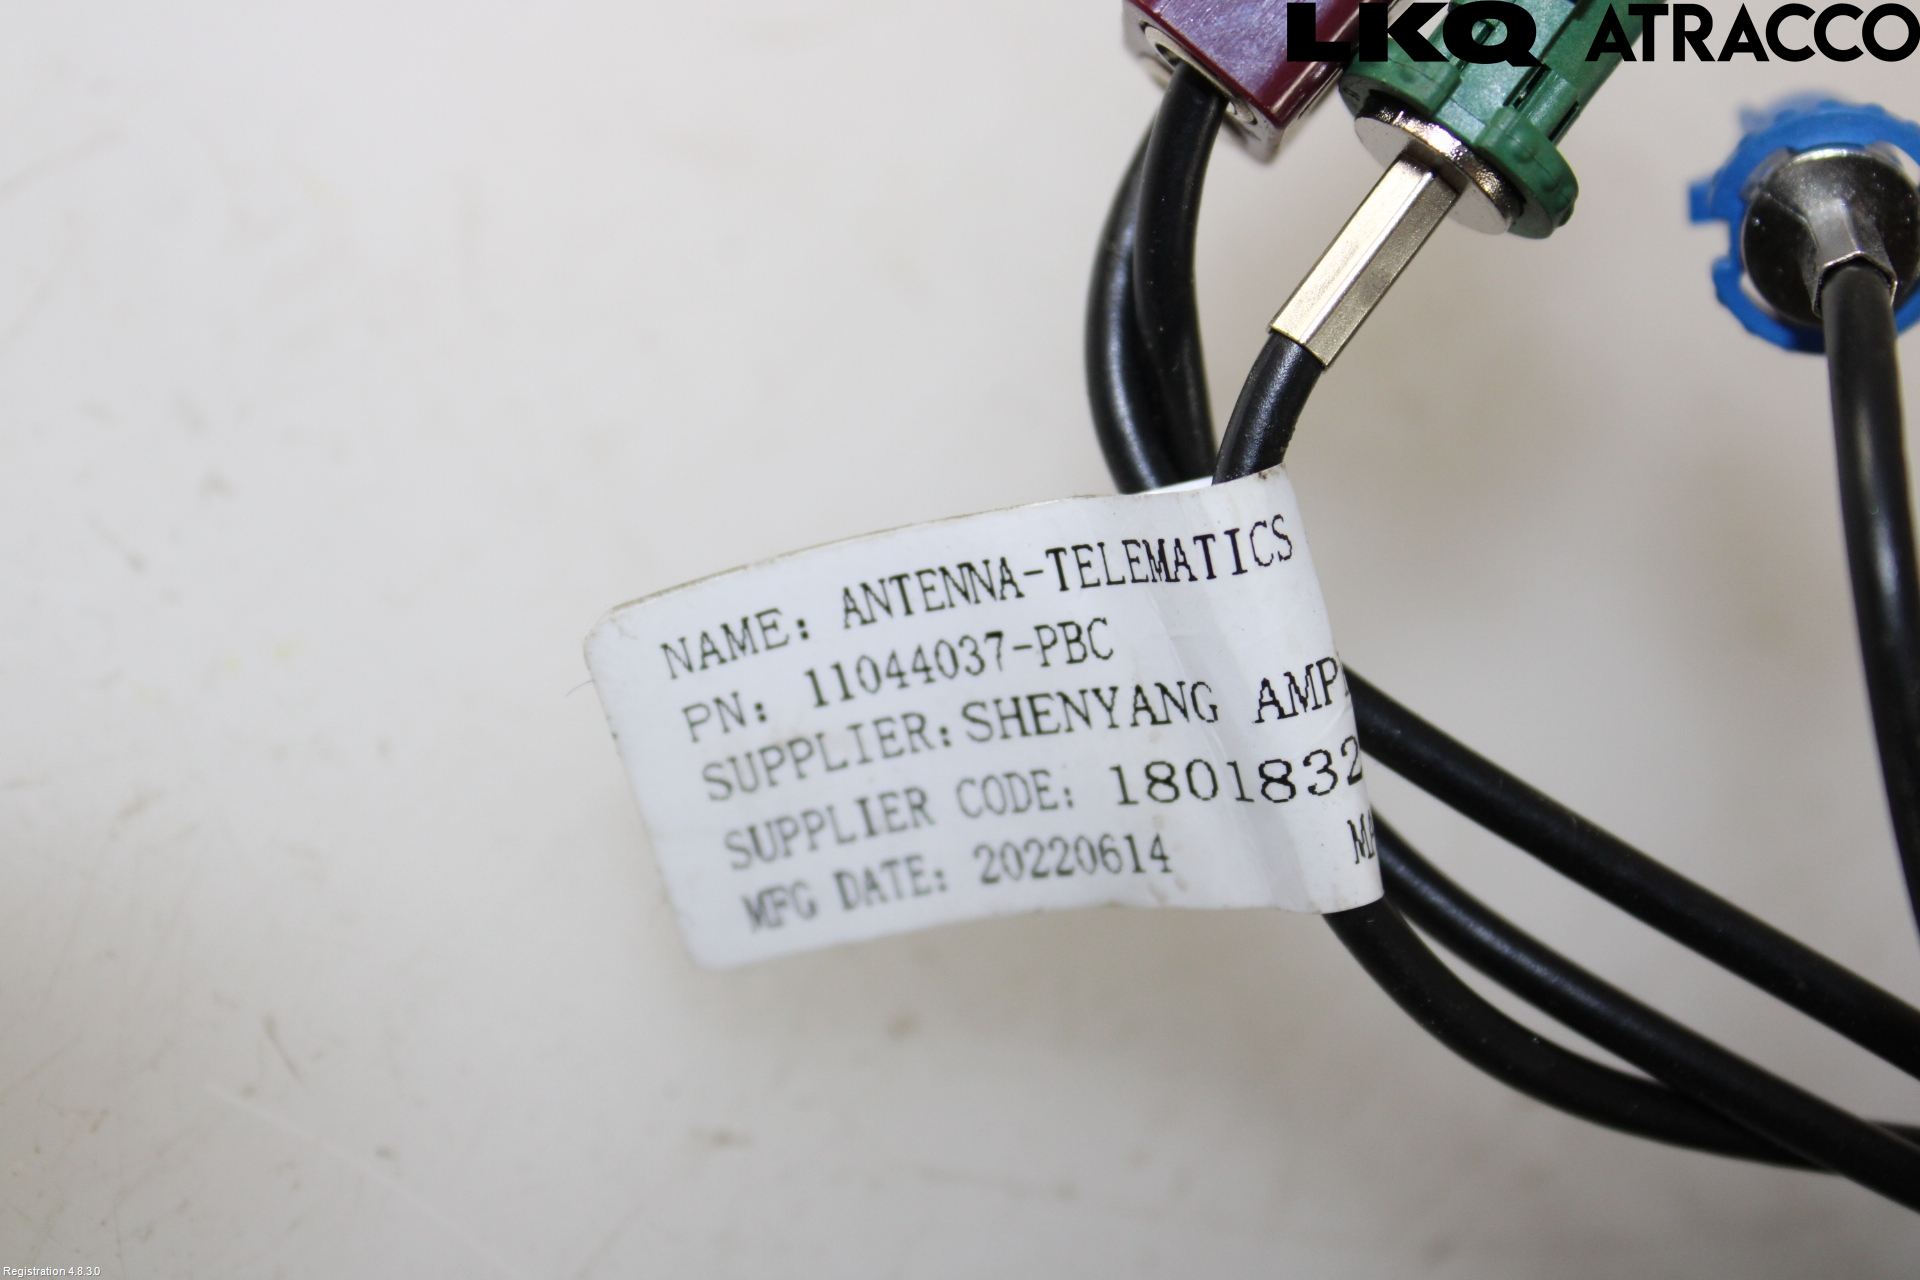 LKQ ATRACCO
NAME: ANTENNA-TELEMATICS
PN: 11044037-PBC
SUPPLIER: SHENYANG
SUPPLIER CODE: 1801832
MFG DATE: 20220614
Registration 4.8.3.0